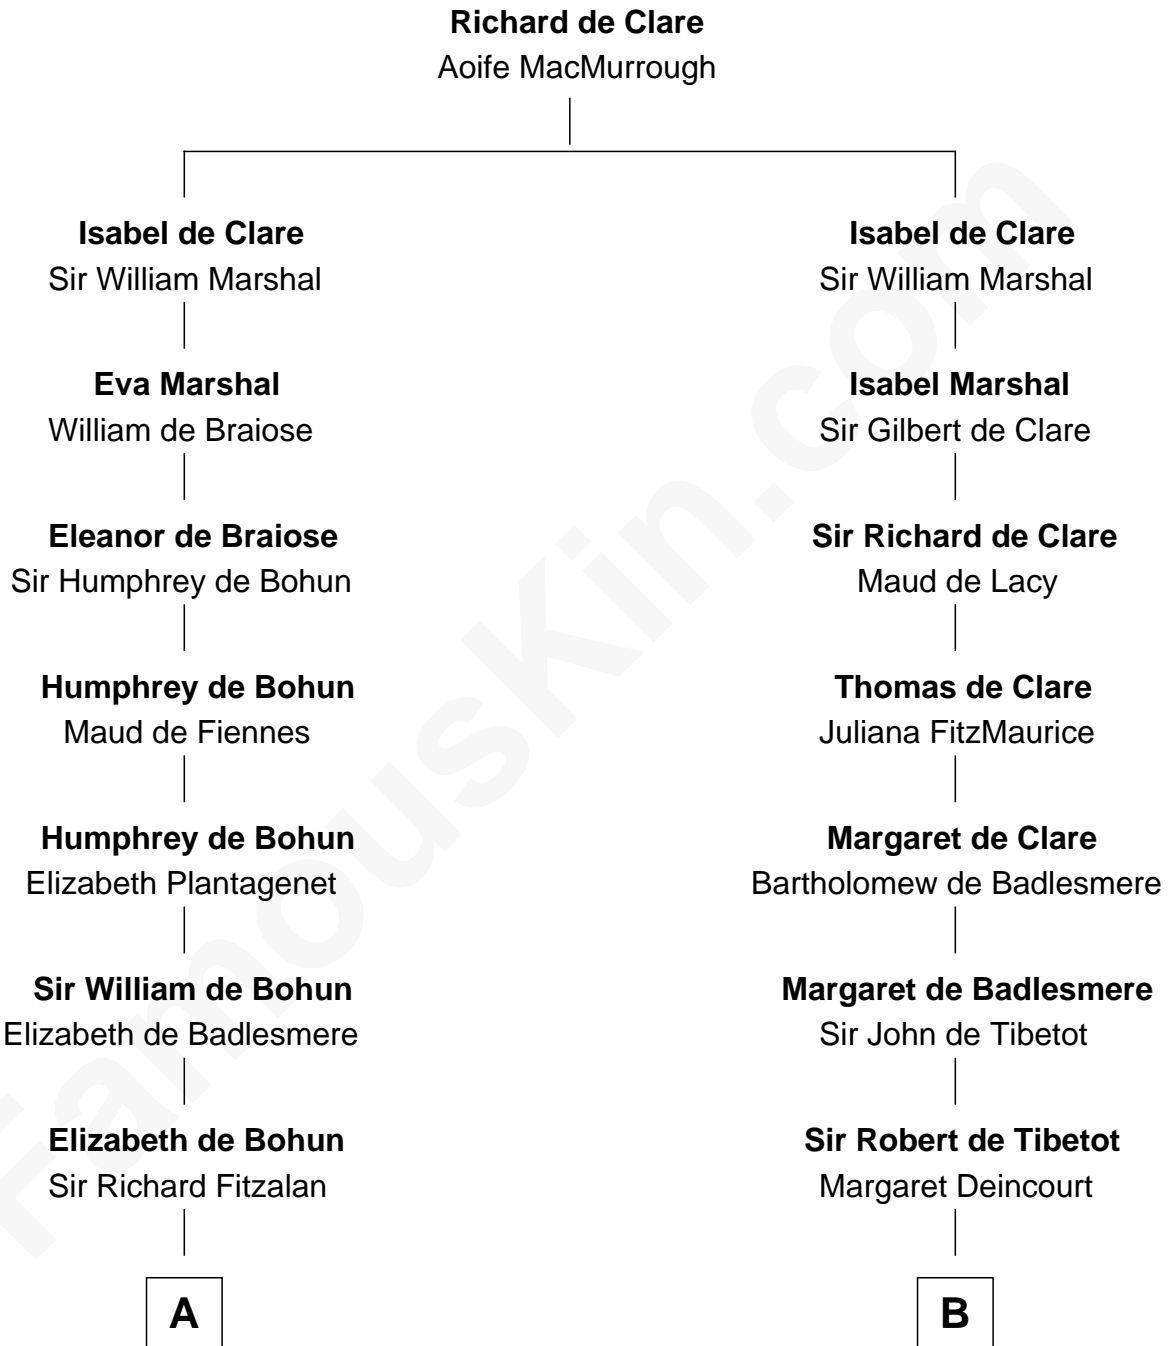 Richard de Clare
Aoife MacMurrough
Isabel de Clare
Sir William Marshal
Isabel de Clare
Sir William Marshal
Eva Marshal
William de Braiose
Isabel Marshal
Sir Gilbert de Clare
Eleanor de Braiose
Sir Humphrey de Bohun
Sir Richard de Clare
Maud de Lacy
Humphrey de Bohun
Maud de Fiennes
Thomas de Clare
Juliana FitzMaurice
Humphrey de Bohun
Elizabeth Plantagenet
Margaret de Clare
Bartholomew de Badlesmere
Sir William de Bohun
Elizabeth de Badlesmere
Margaret de Badlesmere
Sir John de Tibetot
Elizabeth de Bohun
Sir Richard Fitzalan
Sir Robert de Tibetot
Margaret Deincourt
A
B
FamousKin.com